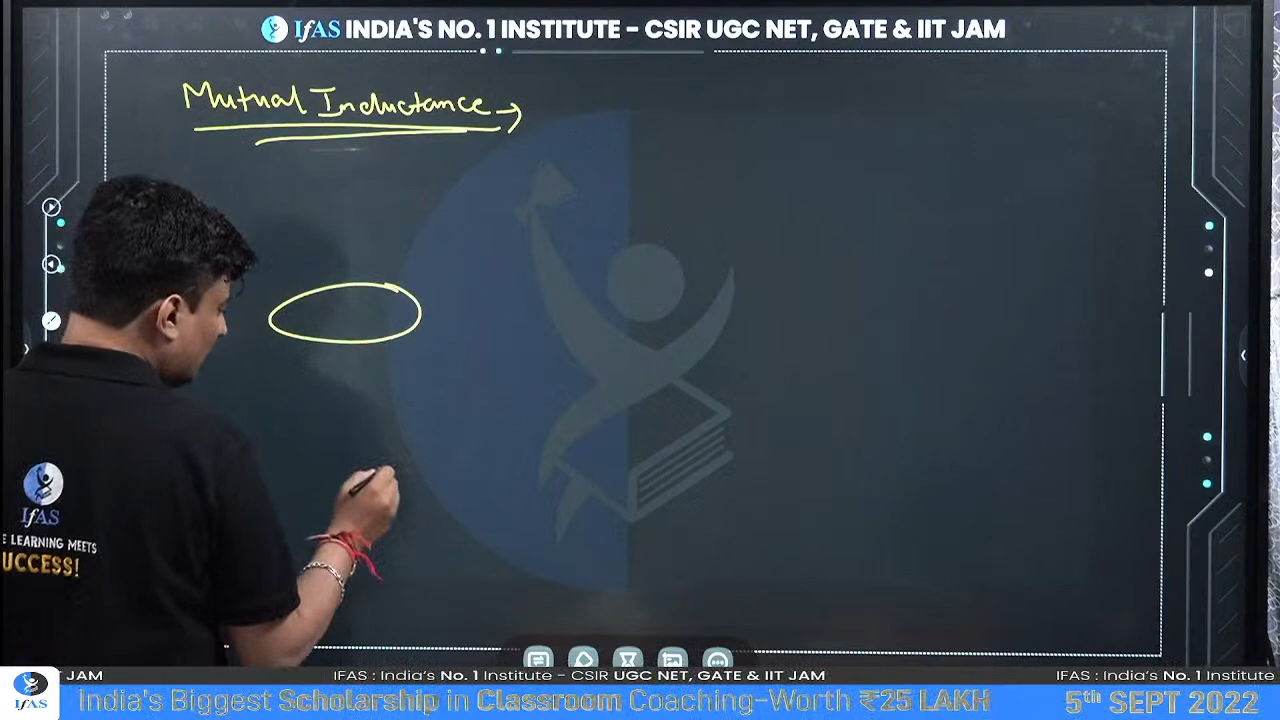 IfAS INDIA'S NO. 1 INSTITUTE - CSIR UGC NET, GATE & IIT JAM
Mutual Inductance →
IfAS
E LEARNING MEETS
UCCESS!
T JAM
IFAS : India's No. 1 Institute - CSIR UGC NET, GATE & IIT JAM
IFAS : India's No. 1 Institute
IFAS
India's Biggest Scholarship in Classroom Coaching-Worth ₹25 LAKH
5th SEPT 2022